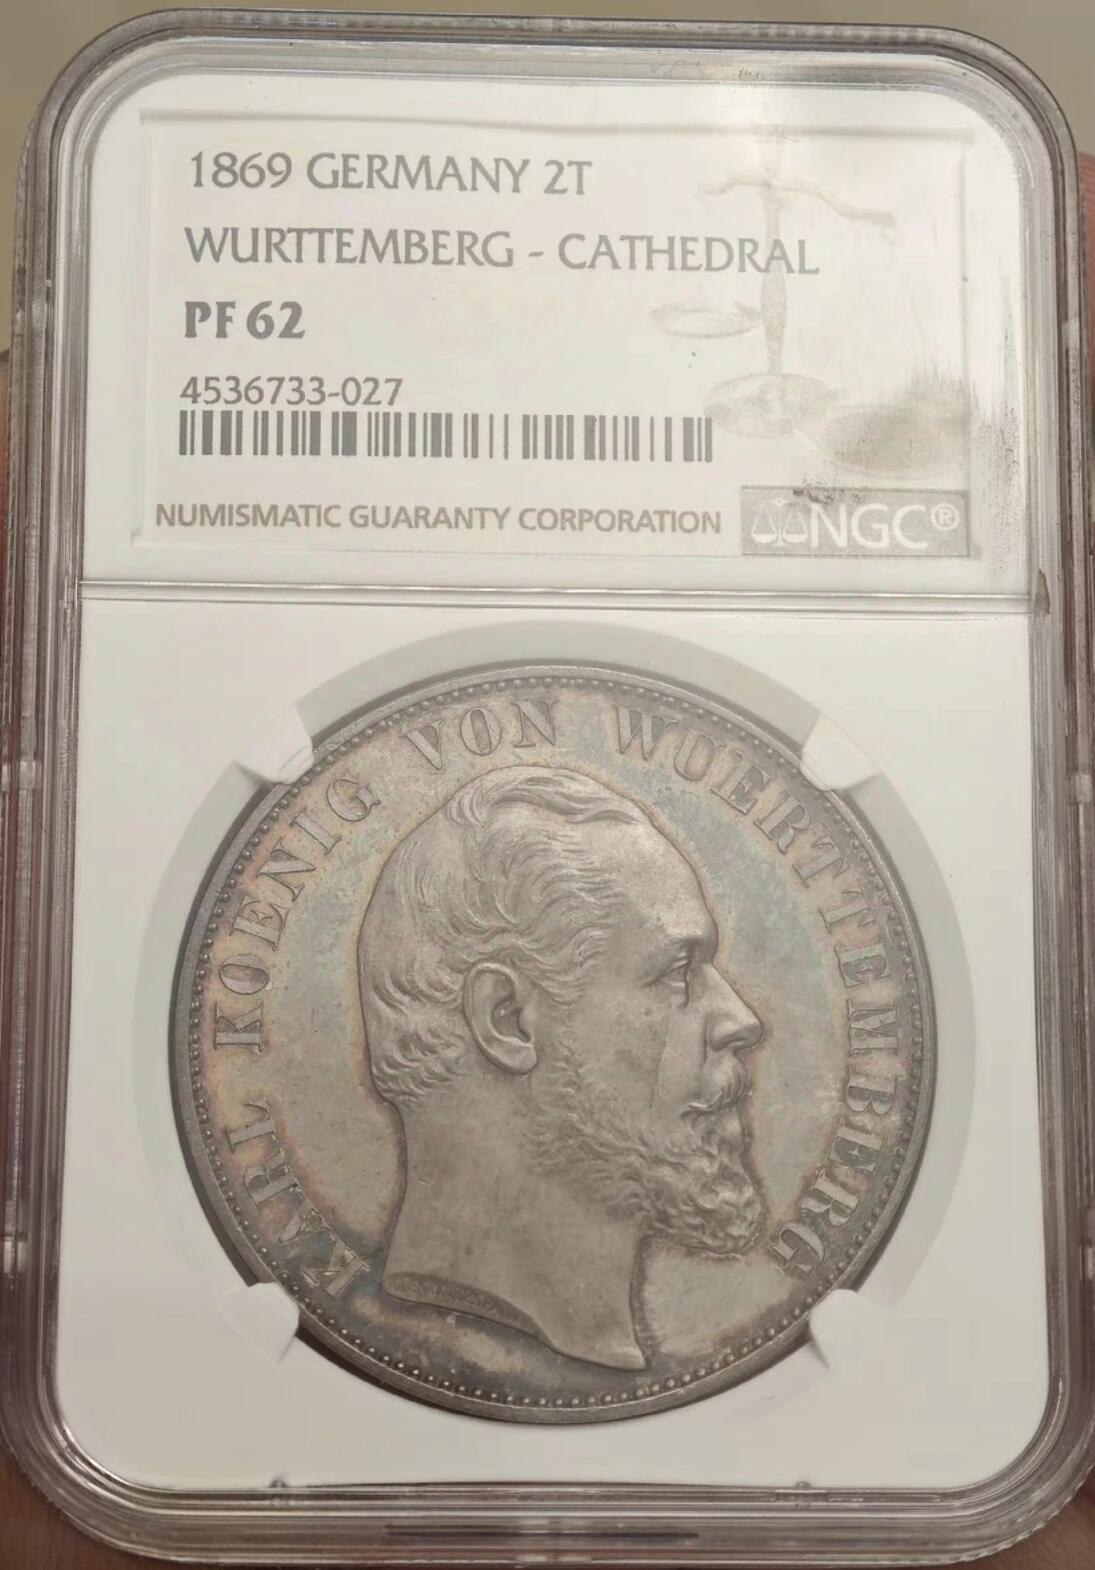 1869 GERMANY 2T
WURTTEMBERG - CATHEDRAL
PF 62
4536733-027
NUMISMATIC GUARANTY CORPORATION
NGC®
KARL KOENIG VON WUERTTEMBERG